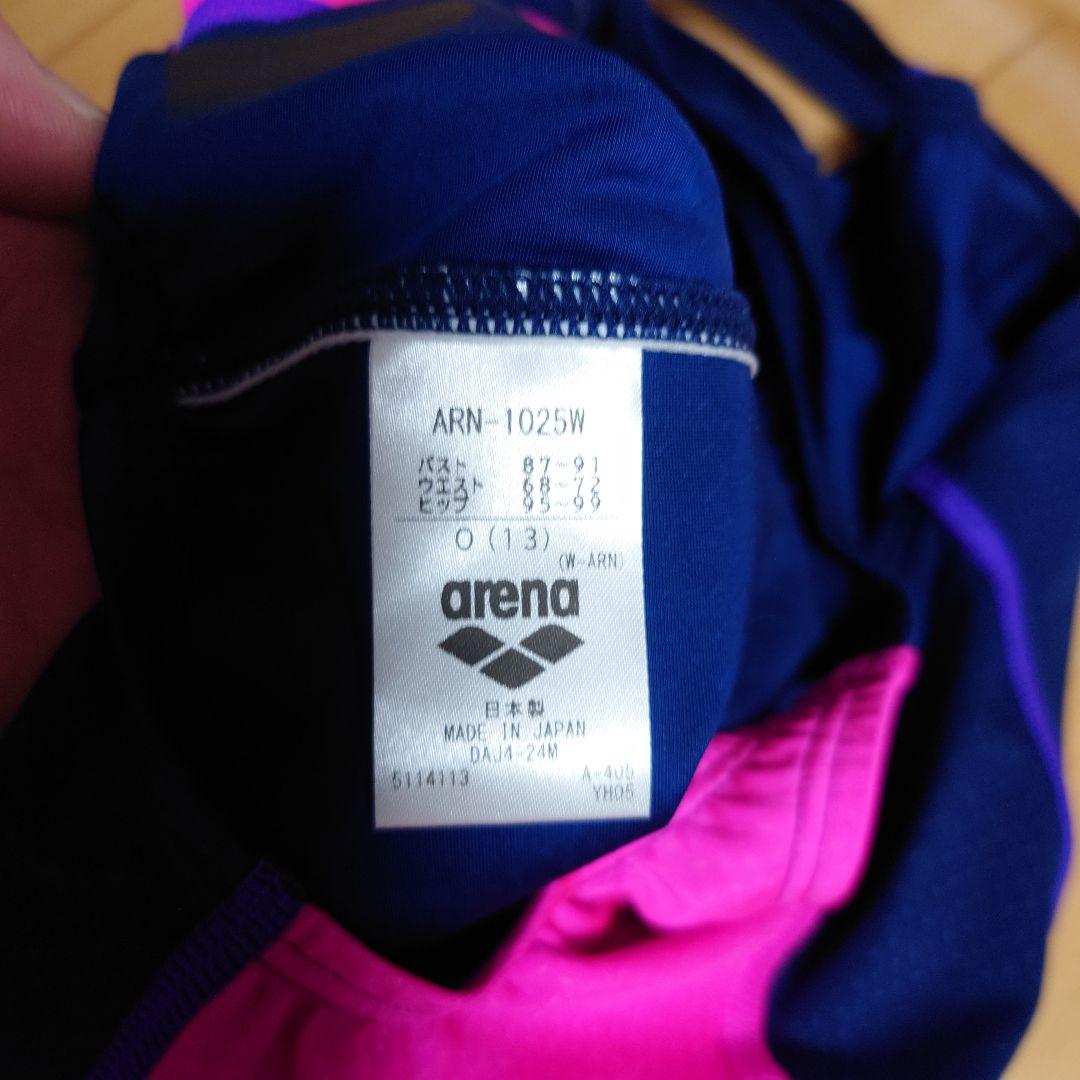 ARN-1025W
バスト 87~91
ウエスト 68~72
ヒップ 95~99
O(13)
(W-ARN)
arena
日本製
MADE IN JAPAN
DAJ4-24M
5114113 A-405
YH05